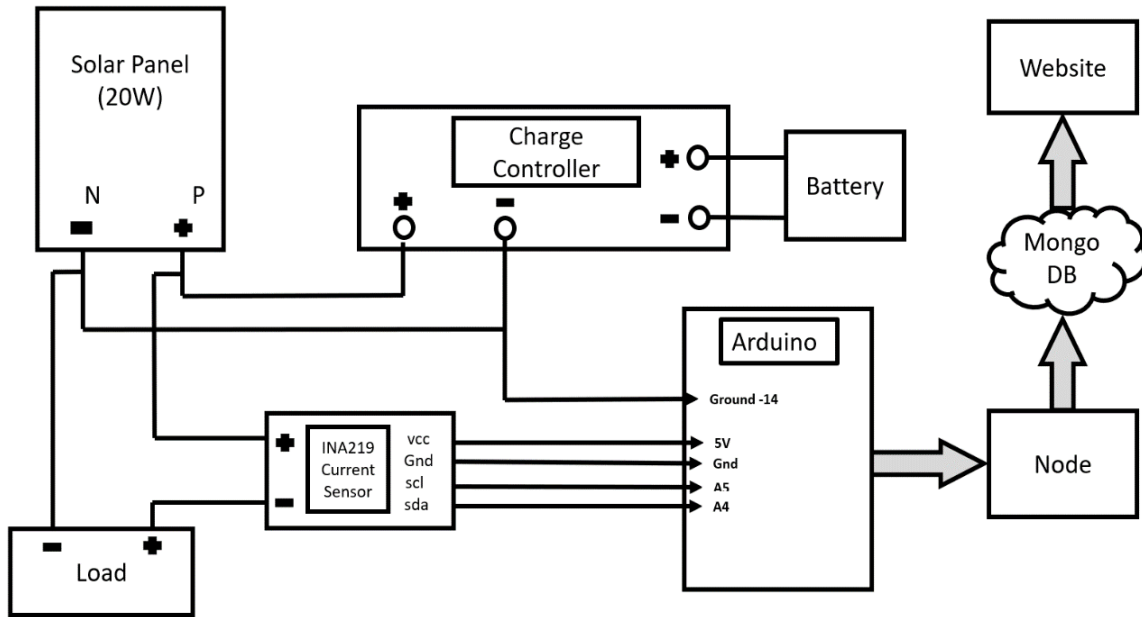 Solar Panel
(20W)
N
P
Charge
Controller
Battery
Website
Mongo
DB
Arduino
Ground -14
5V
Gnd
A5
A4
INA219
Current
Sensor
vcc
Gnd
scl
sda
Node
Load